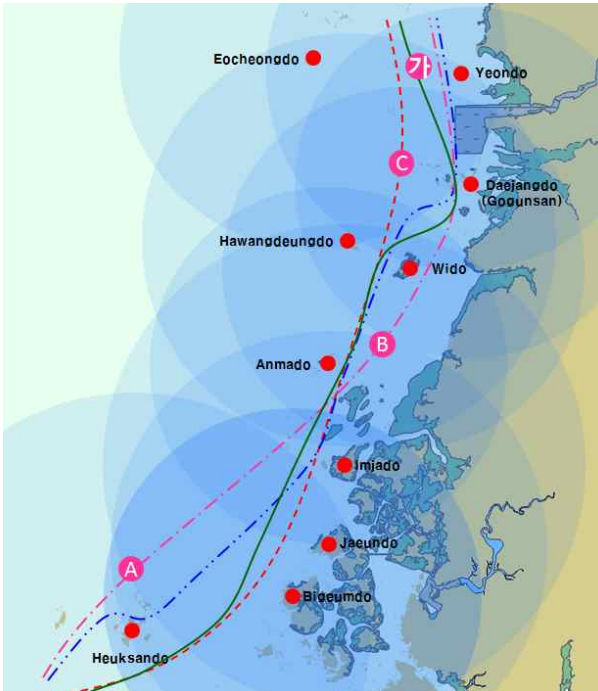 Eocheongdo
가
Yeondo
C
Daejangdo
(Gogunsan)
Hawangdeungdo
Wido
B
Anmado
Imjado
Jaeundo
A
Bigeumdo
Heuksando